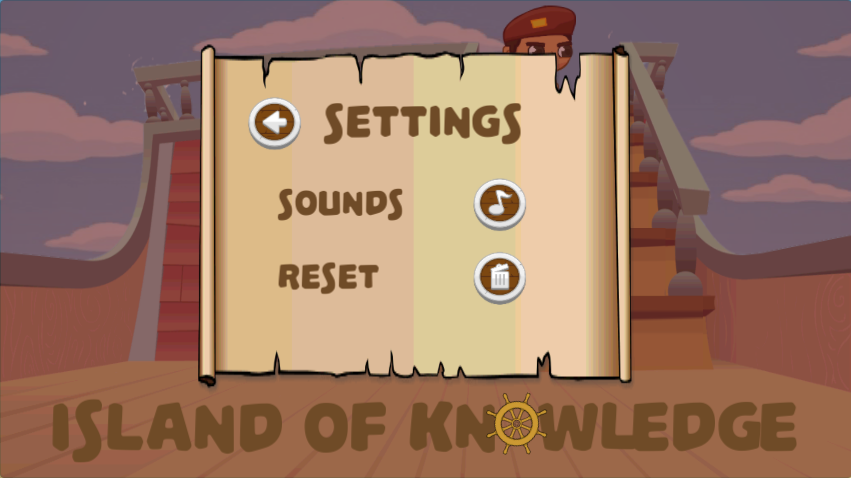 SETTINGS
SOUNDS
RESET
ISLAND OF KNOWLEDGE